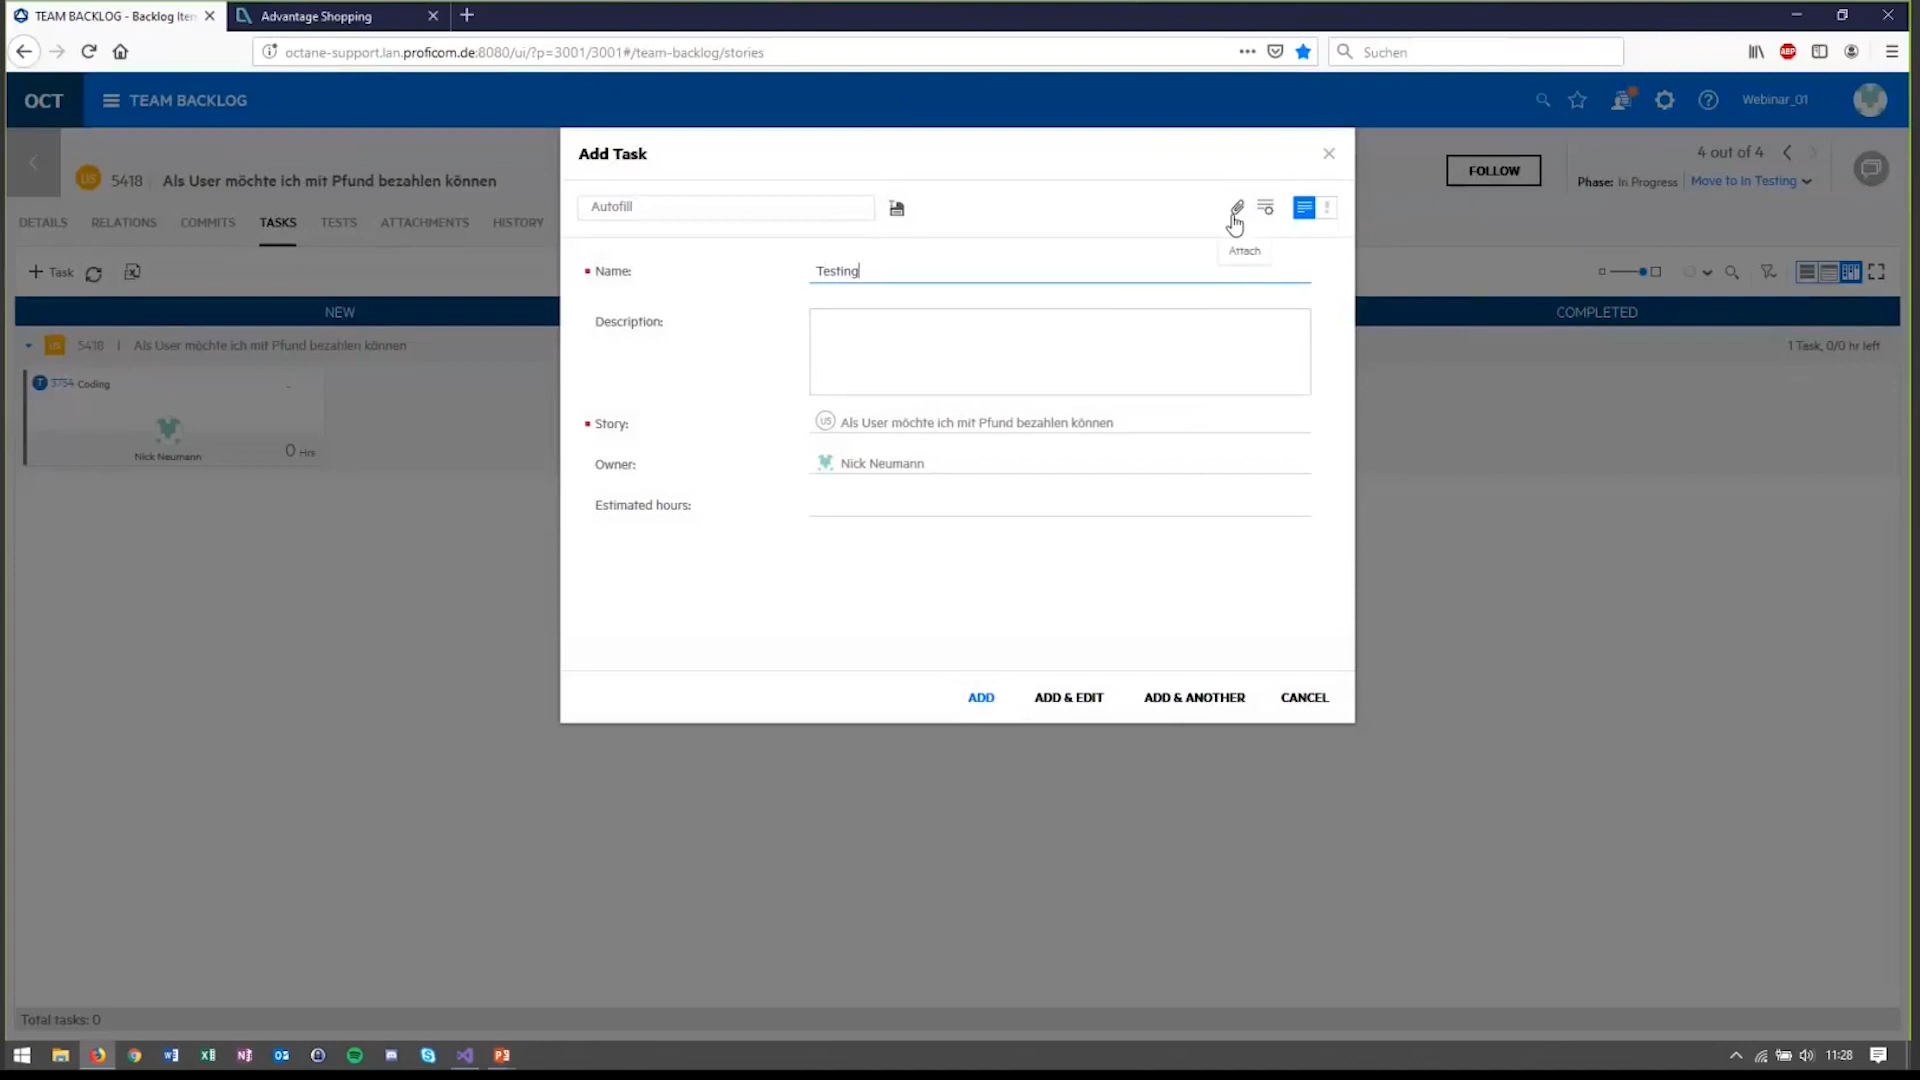 TEAM BACKLOG - Backlog Iter
Advantage Shopping
octane-support.lan.proficom.de:8080/ui/?p=3001/3001#/team-backlog/stories
Suchen
OCT
TEAM BACKLOG
Webinar_01
US
5418
Als User möchte ich mit Pfund bezahlen können
FOLLOW
4 out of 4
Phase: In Progress
Move to In Testing
DETAILS
RELATIONS
COMMITS
TASKS
TESTS
ATTACHMENTS
HISTORY
+ Task
NEW
COMPLETED
US 5418 | Als User möchte ich mit Pfund bezahlen können
1 Task, 0/0 hr left
T 3754 Coding
-
Nick Neumann
0 Hrs
Add Task
Autofill
Attach
Name:
Testing
Description:
Story:
US Als User möchte ich mit Pfund bezahlen können
Owner:
Nick Neumann
Estimated hours:
ADD
ADD & EDIT
ADD & ANOTHER
CANCEL
Total tasks: 0
11:28